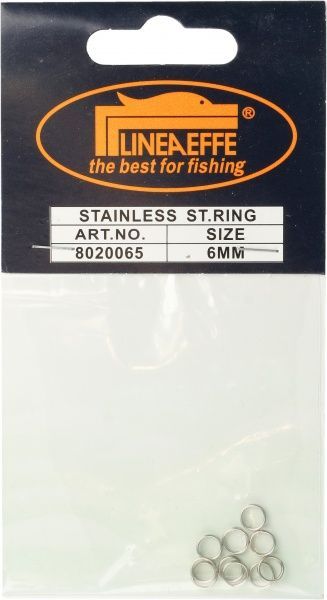 LINEAEFFE®
the best for fishing
STAINLESS ST.RING
ART.NO. SIZE
8020065 6MM